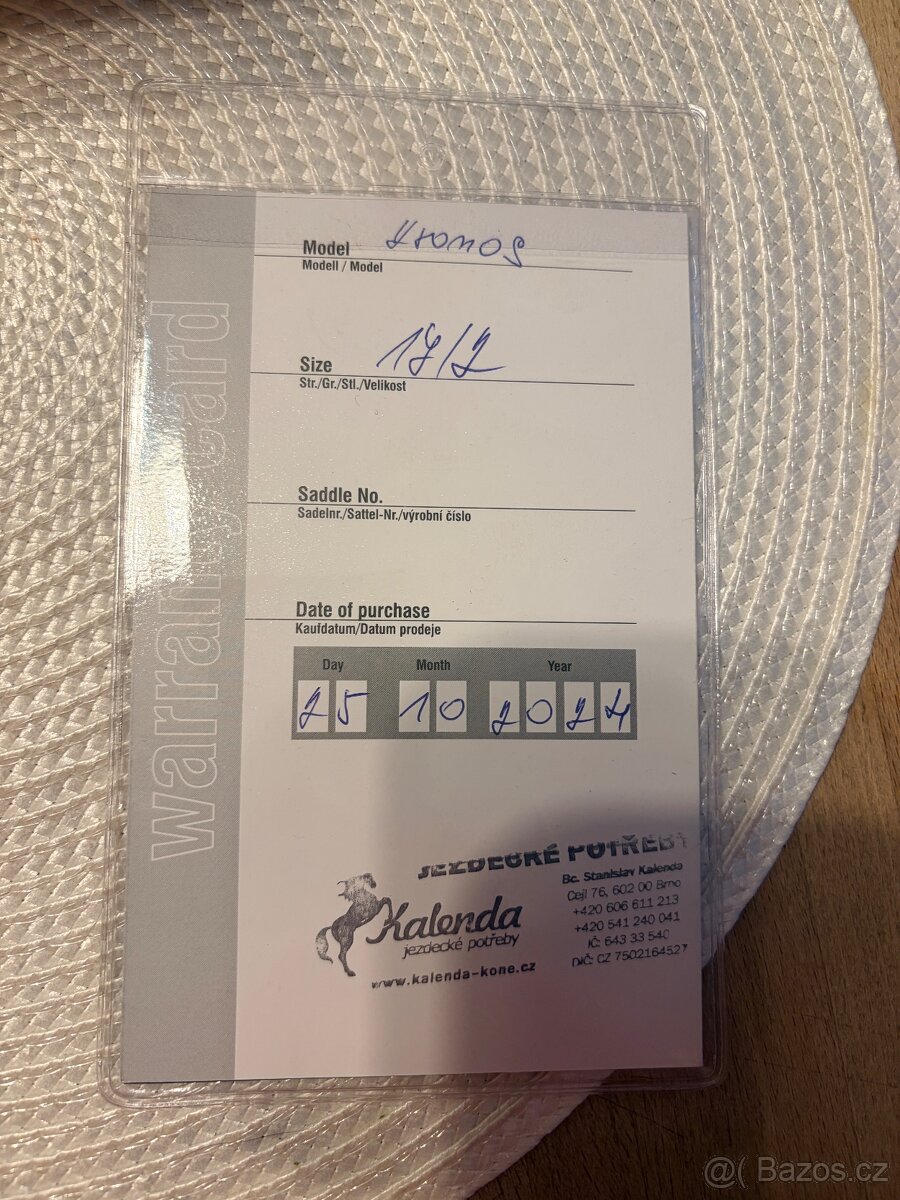 warranty card
Model Kronos
Modell / Model
Size 17/2
Str./Gr./Stl./Velikost
Saddle No.
Sadelnr./Sattel-Nr./výrobní číslo
Date of purchase
Kaufdatum/Datum prodeje
Day Month Year
25 10 2024
JEZDECKÉ POTŘEBY
Bc. Stanislav Kalenda
Cejl 76, 602 00 Brno
+420 606 611 213
+420 541 240 041
IČ: 643 33 540
DIČ: CZ 7502164527
Kalenda
jezdecké potřeby
www.kalenda-kone.cz
@( Bazos.cz